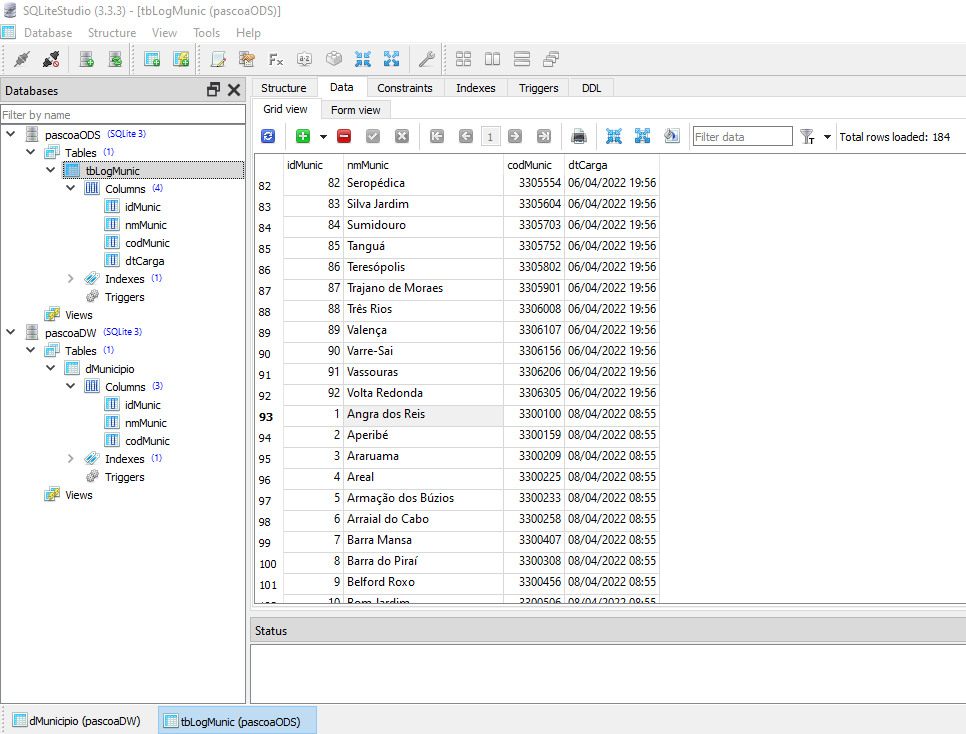 SQLiteStudio (3.3.3) - [tbLogMunic (pascoaODS)]
Database Structure View Tools Help
Databases
Filter by name
pascoaODS (SQLite 3)
Tables (1)
tbLogMunic
Columns (4)
idMunic
nmMunic
codMunic
dtCarga
Indexes (1)
Triggers
Views
pascoaDW (SQLite 3)
Tables (1)
dMunicipio
Columns (3)
idMunic
nmMunic
codMunic
Indexes (1)
Triggers
Views
Structure Data Constraints Indexes Triggers DDL
Grid view Form view
1 Filter data Total rows loaded: 184
idMunic nmMunic codMunic dtCarga
82 82 Seropédica 3305554 06/04/2022 19:56
83 83 Silva Jardim 3305604 06/04/2022 19:56
84 84 Sumidouro 3305703 06/04/2022 19:56
85 85 Tanguá 3305752 06/04/2022 19:56
86 86 Teresópolis 3305802 06/04/2022 19:56
87 87 Trajano de Moraes 3305901 06/04/2022 19:56
88 88 Três Rios 3306008 06/04/2022 19:56
89 89 Valença 3306107 06/04/2022 19:56
90 90 Varre-Sai 3306156 06/04/2022 19:56
91 91 Vassouras 3306206 06/04/2022 19:56
92 92 Volta Redonda 3306305 06/04/2022 19:56
93 1 Angra dos Reis 3300100 08/04/2022 08:55
94 2 Aperibé 3300159 08/04/2022 08:55
95 3 Araruama 3300209 08/04/2022 08:55
96 4 Areal 3300225 08/04/2022 08:55
97 5 Armação dos Búzios 3300233 08/04/2022 08:55
98 6 Arraial do Cabo 3300258 08/04/2022 08:55
99 7 Barra Mansa 3300407 08/04/2022 08:55
100 8 Barra do Piraí 3300308 08/04/2022 08:55
101 9 Belford Roxo 3300456 08/04/2022 08:55
10 Bom Jardim 3300506 08/04/2022 08:55
Status
dMunicipio (pascoaDW) tbLogMunic (pascoaODS)